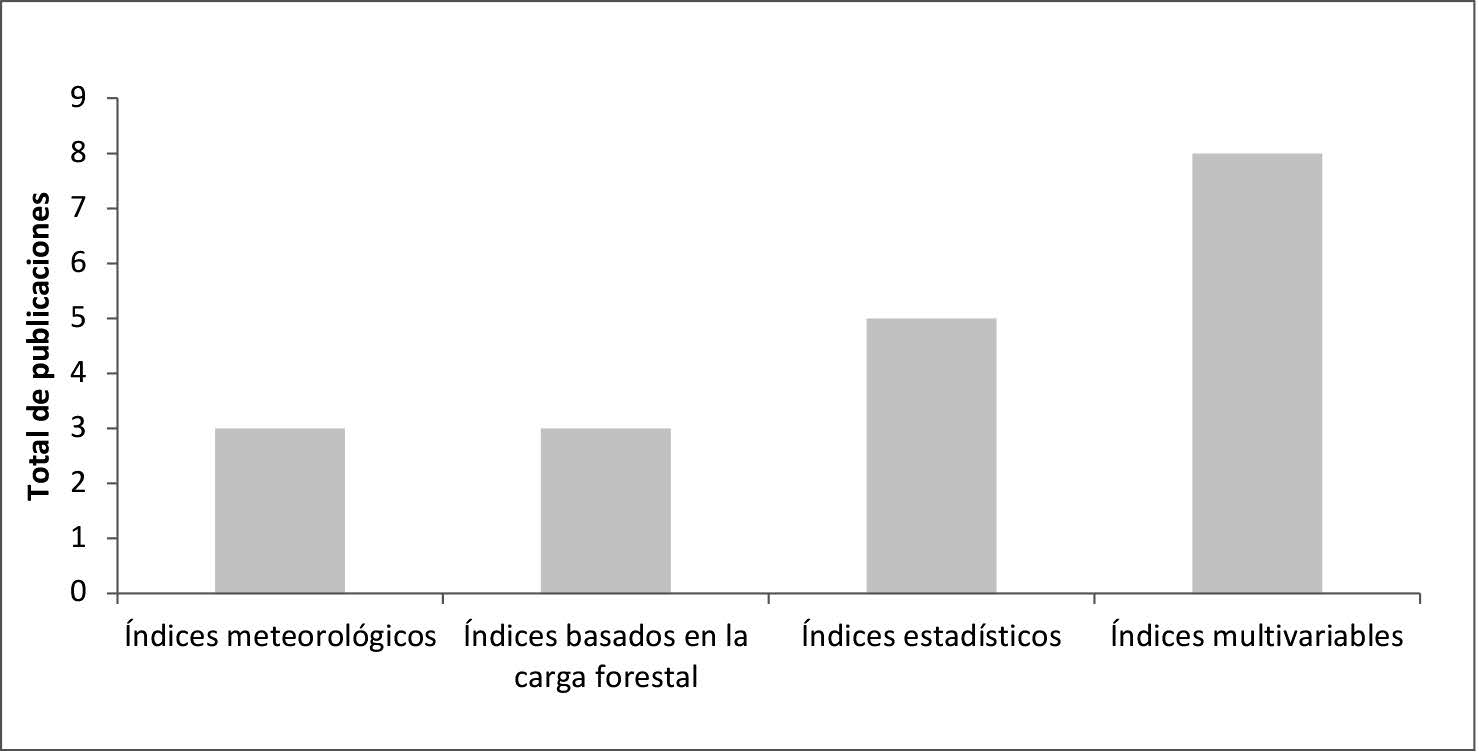 Total de publicaciones
9
8
7
6
5
4
3
2
1
0
Índices meteorológicos
Índices basados en la
carga forestal
Índices estadísticos
Índices multivariables